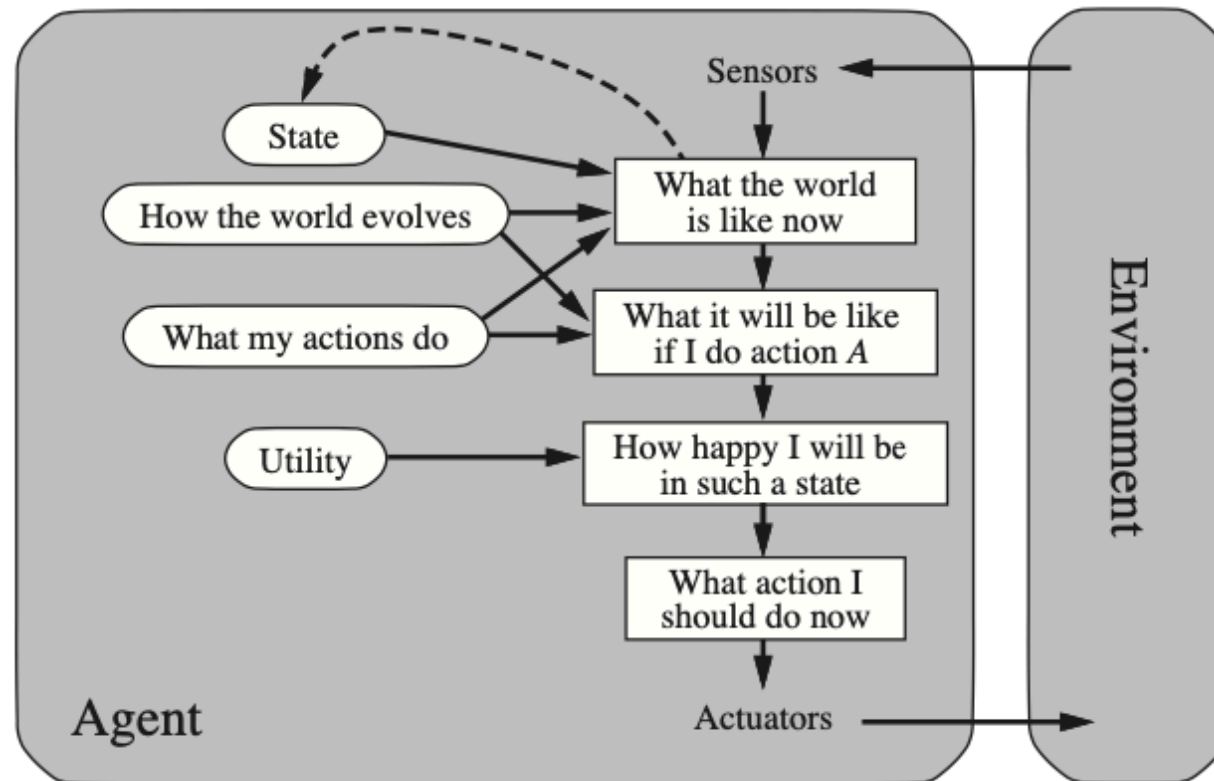 Sensors
State
What the world
is like now
How the world evolves
What it will be like
if I do action A
What my actions do
How happy I will be
in such a state
Utility
What action I
should do now
Actuators
Agent
Environment